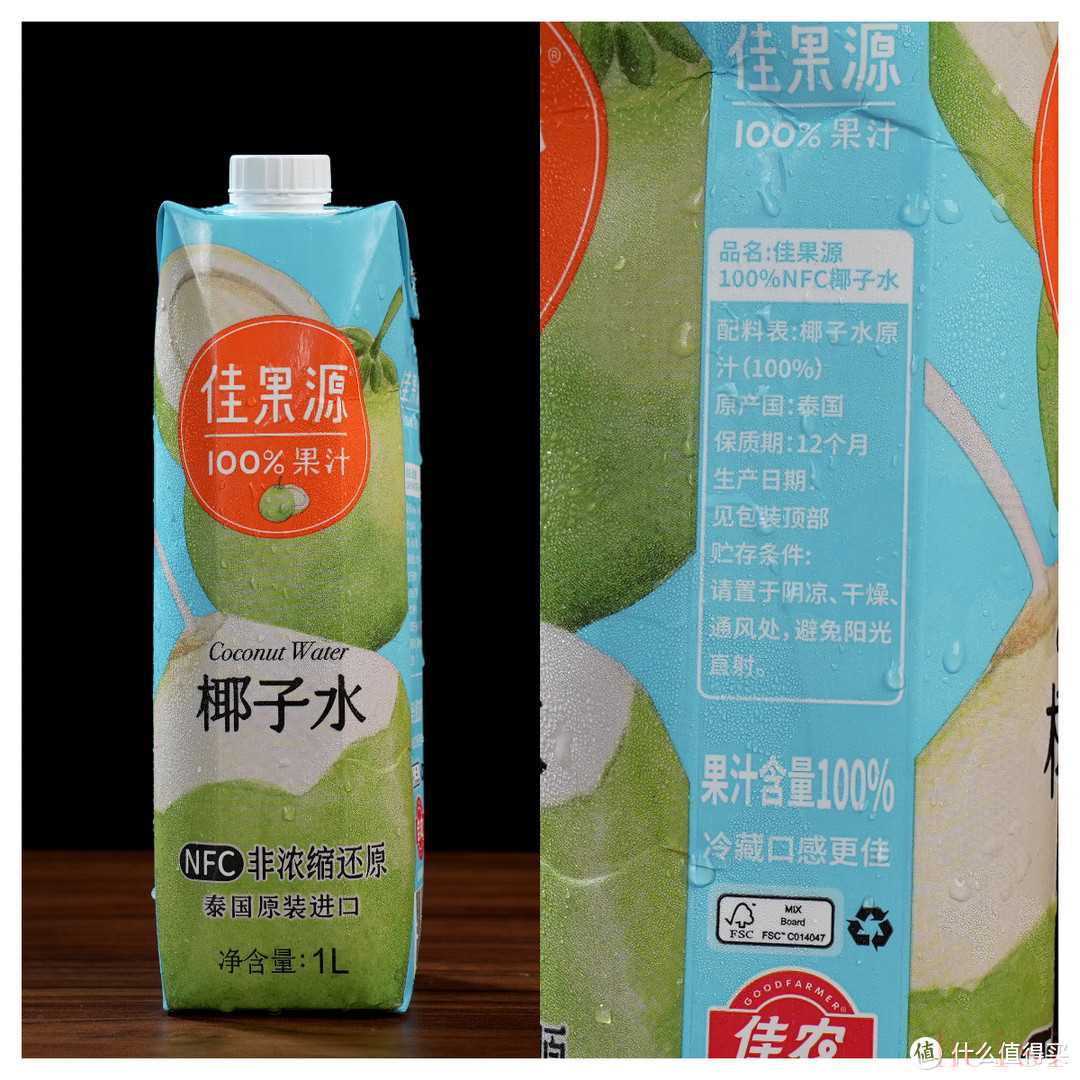 佳果源
100%果汁
Coconut Water
椰子水
NFC 非浓缩还原
泰国原装进口
净含量：1L
®
佳果源
100%果汁
品名:佳果源
100%NFC椰子水
配料表:椰子水原
汁(100%)
原产国:泰国
保质期:12个月
生产日期:
见包装顶部
贮存条件:
请置于阴凉、干燥、
通风处，避免阳光
直射。
果汁含量100%
冷藏口感更佳
FSC
MIX
Board
FSC™ C014047
GOODFARMER®
佳农
值 什么值得买